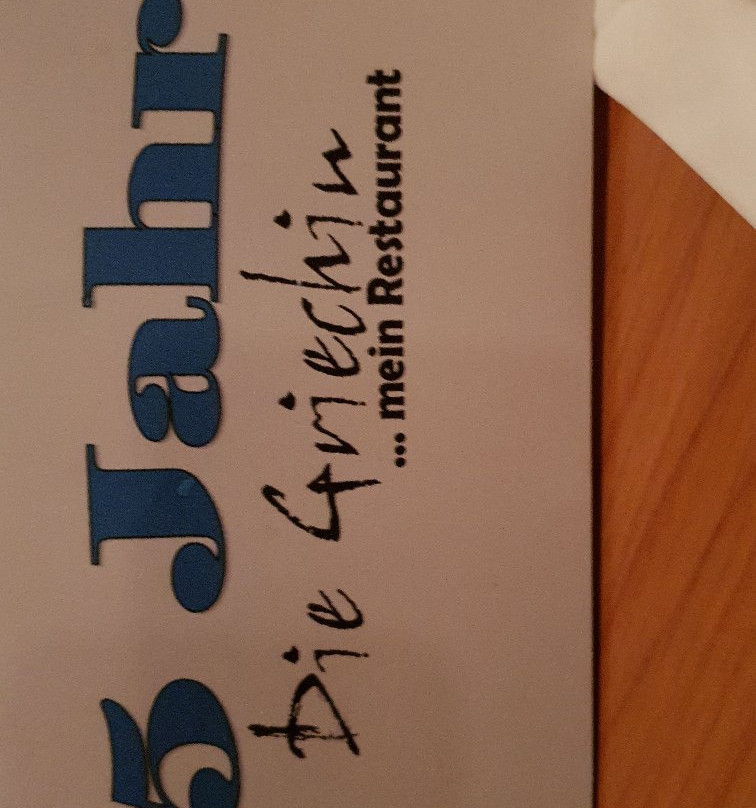 5 Jahr
Die Griechin
... mein Restaurant